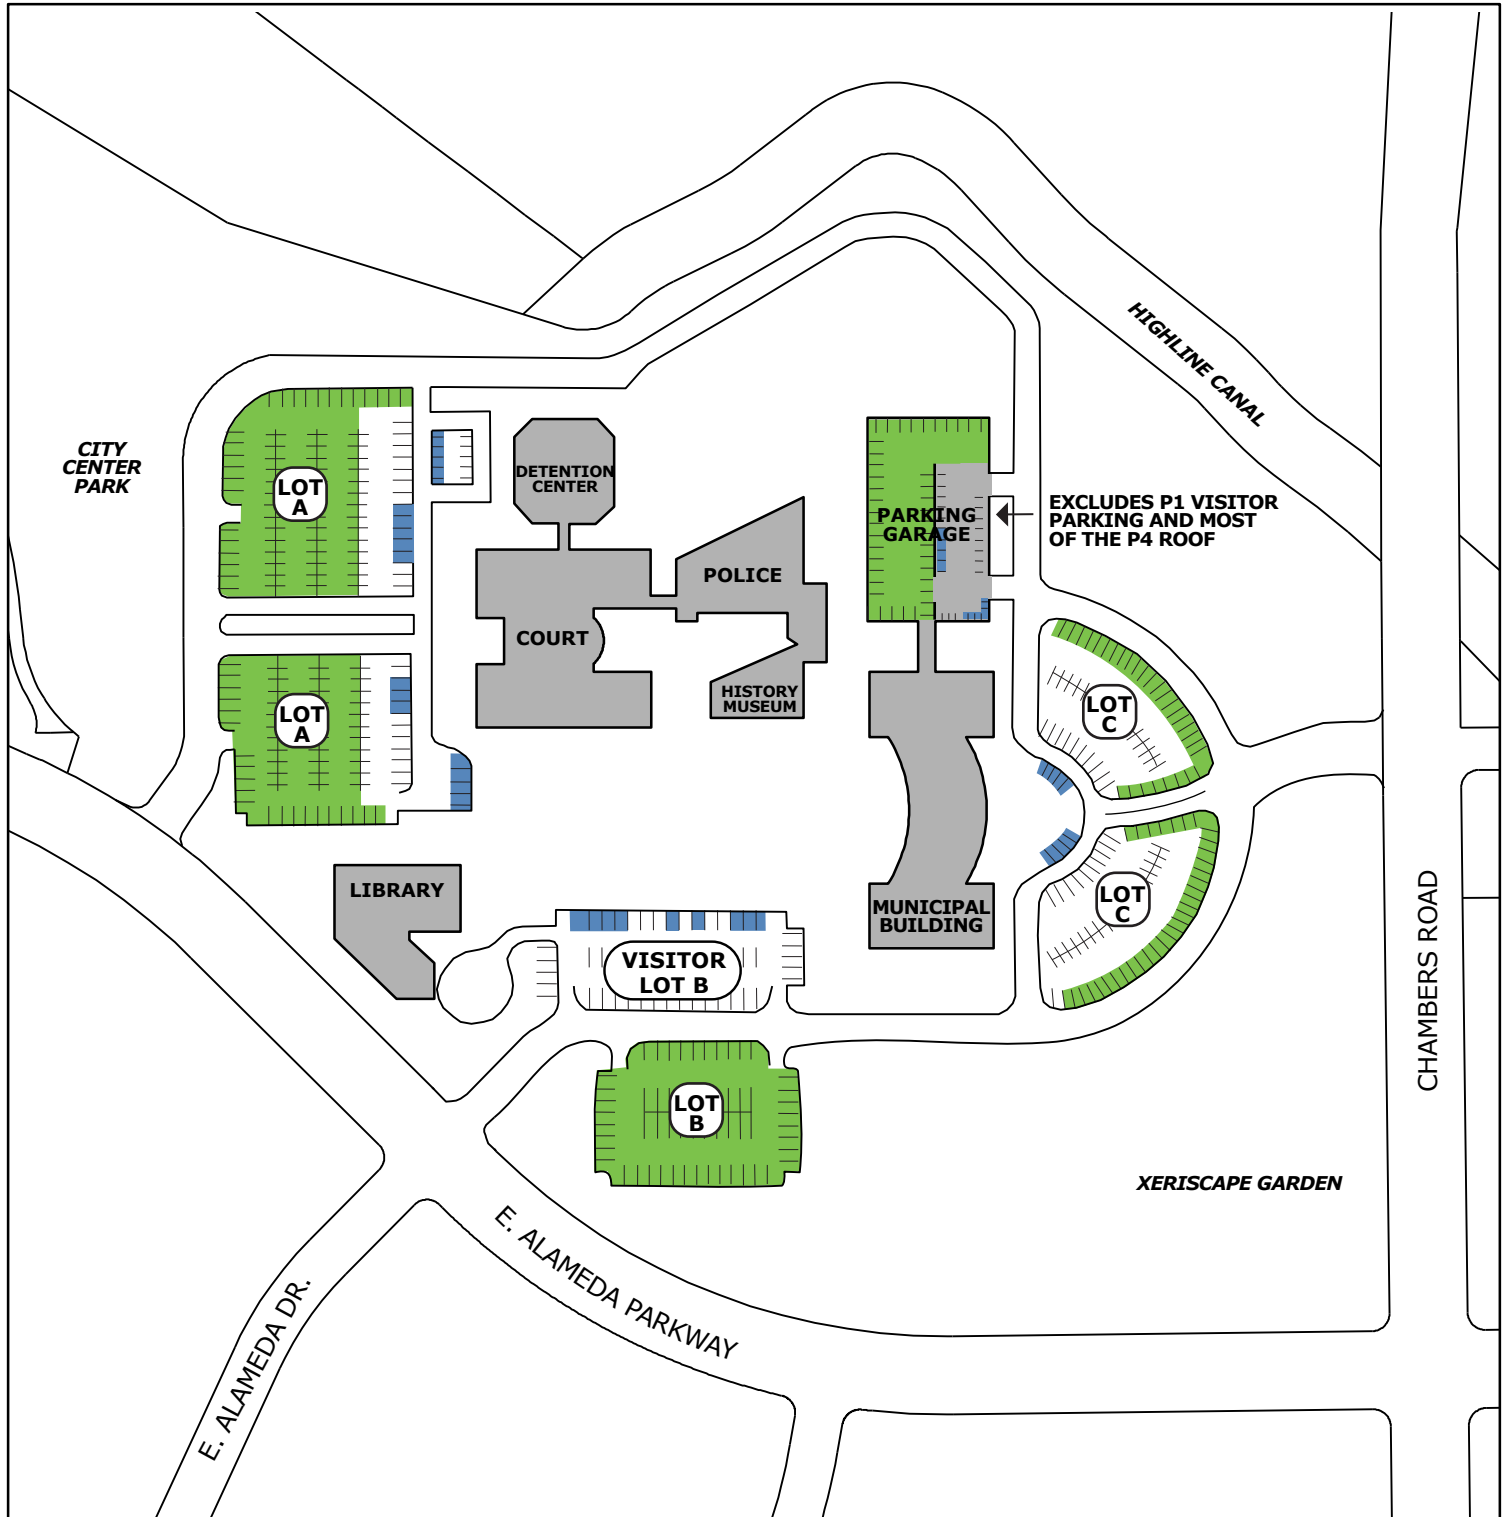 HIGHLINE CANAL
CITY
CENTER
PARK
LOT
A
DETENTION
CENTER
PARKING
GARAGE
EXCLUDES P1 VISITOR
PARKING AND MOST
OF THE P4 ROOF
POLICE
COURT
HISTORY
MUSEUM
LOT
A
LOT
C
LIBRARY
MUNICIPAL
BUILDING
LOT
C
VISITOR
LOT B
CHAMBERS ROAD
LOT
B
XERISCAPE GARDEN
E. ALAMEDA PARKWAY
E. ALAMEDA DR.